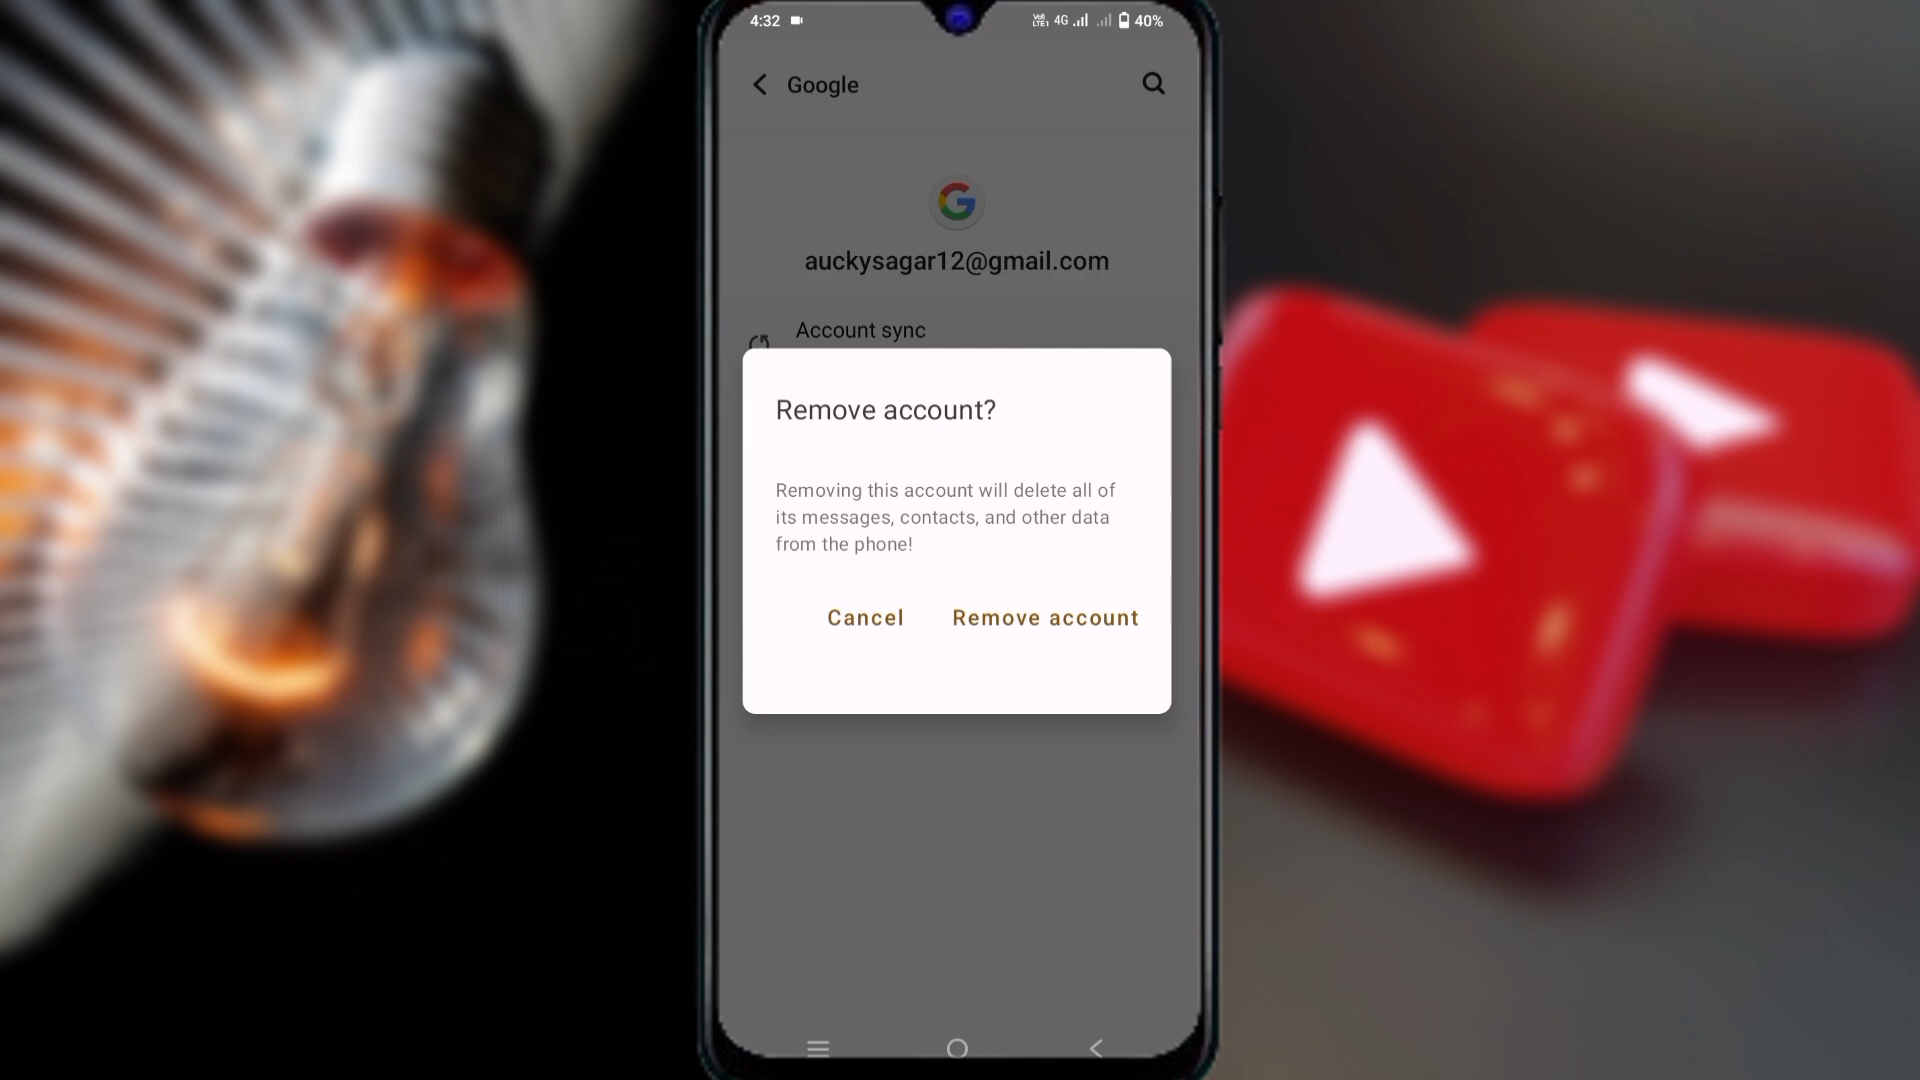 4:32 VoLTE1 4G 40%
Google
auckysagar12@gmail.com
Account sync
Remove account?
Removing this account will delete all of
its messages, contacts, and other data
from the phone!
Cancel Remove account